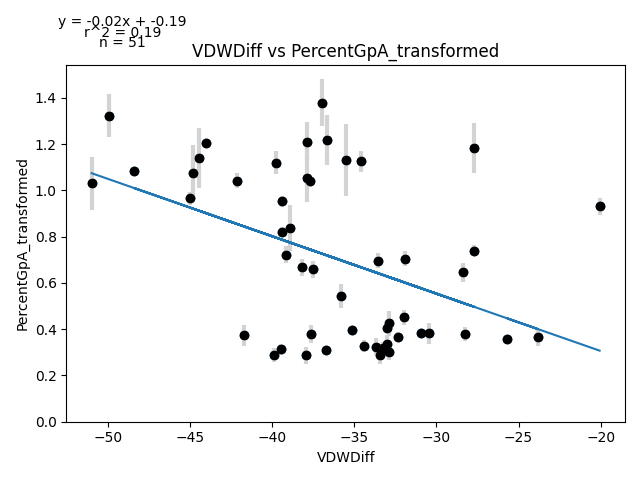 y = -0.02x + -0.19
r^2 = 0.19
n = 51
VDWDiff vs PercentGpA_transformed
PercentGpA_transformed
1.4
1.2
1.0
0.8
0.6
0.4
0.2
0.0
−50
−45
−40
−35
−30
−25
−20
VDWDiff